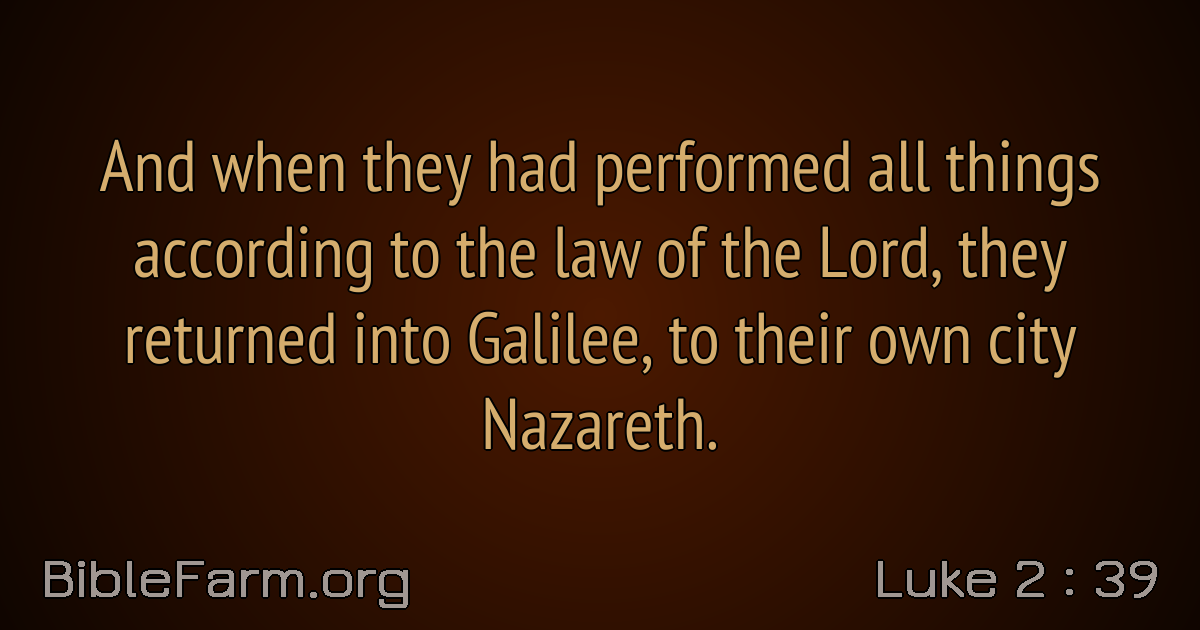 And when they had performed all things
according to the law of the Lord, they
returned into Galilee, to their own city
Nazareth.
BibleFarm.org
Luke 2 : 39